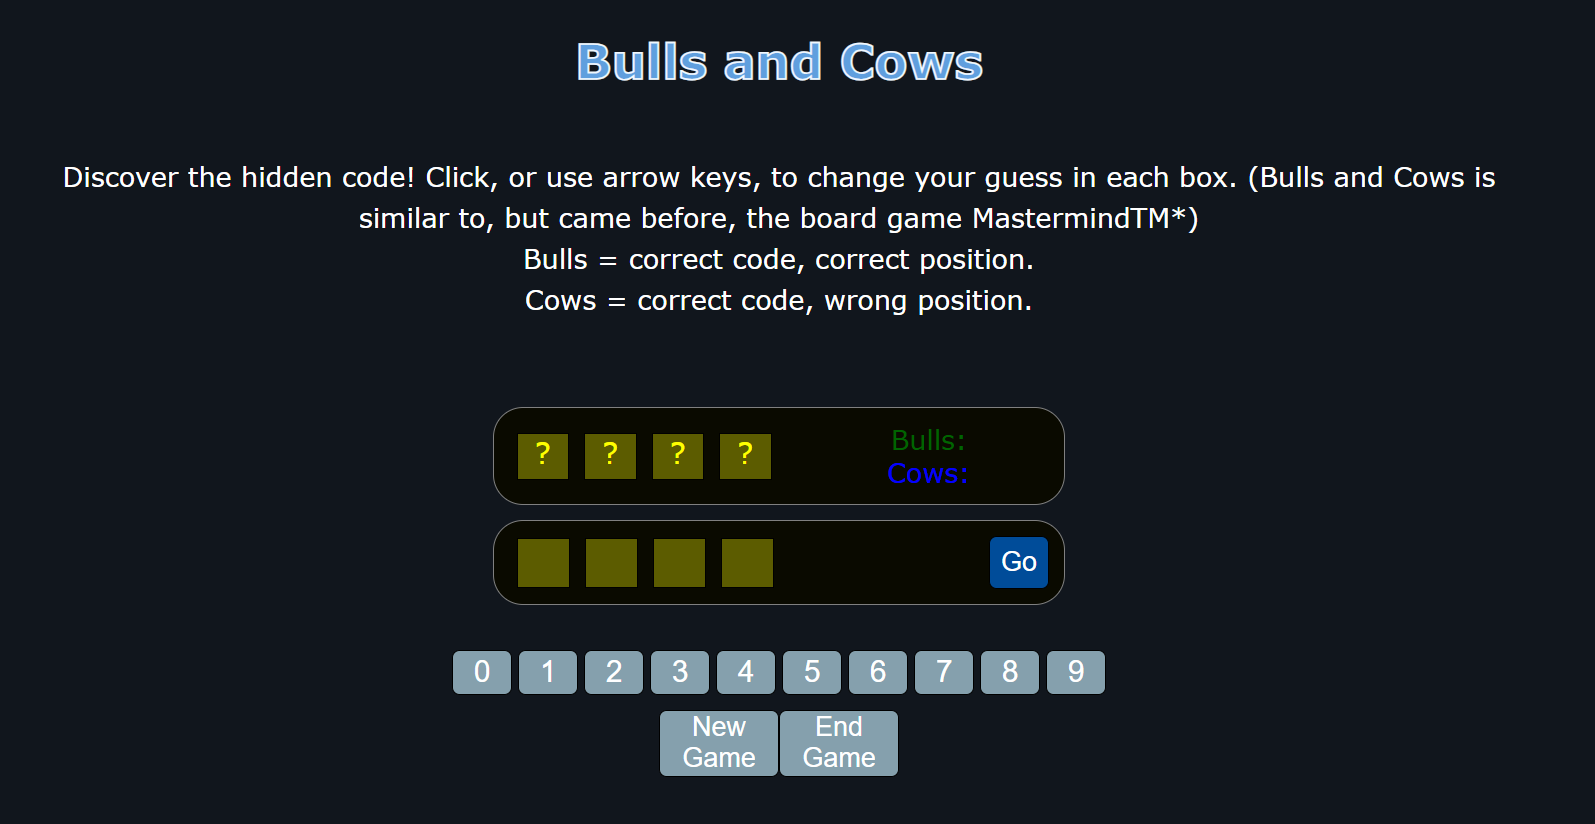 Bulls and Cows
Discover the hidden code! Click, or use arrow keys, to change your guess in each box. (Bulls and Cows is
similar to, but came before, the board game MastermindTM*)
Bulls = correct code, correct position.
Cows = correct code, wrong position.
? ? ? ? Bulls:
Cows:
Go
0 1 2 3 4 5 6 7 8 9
New End
Game Game